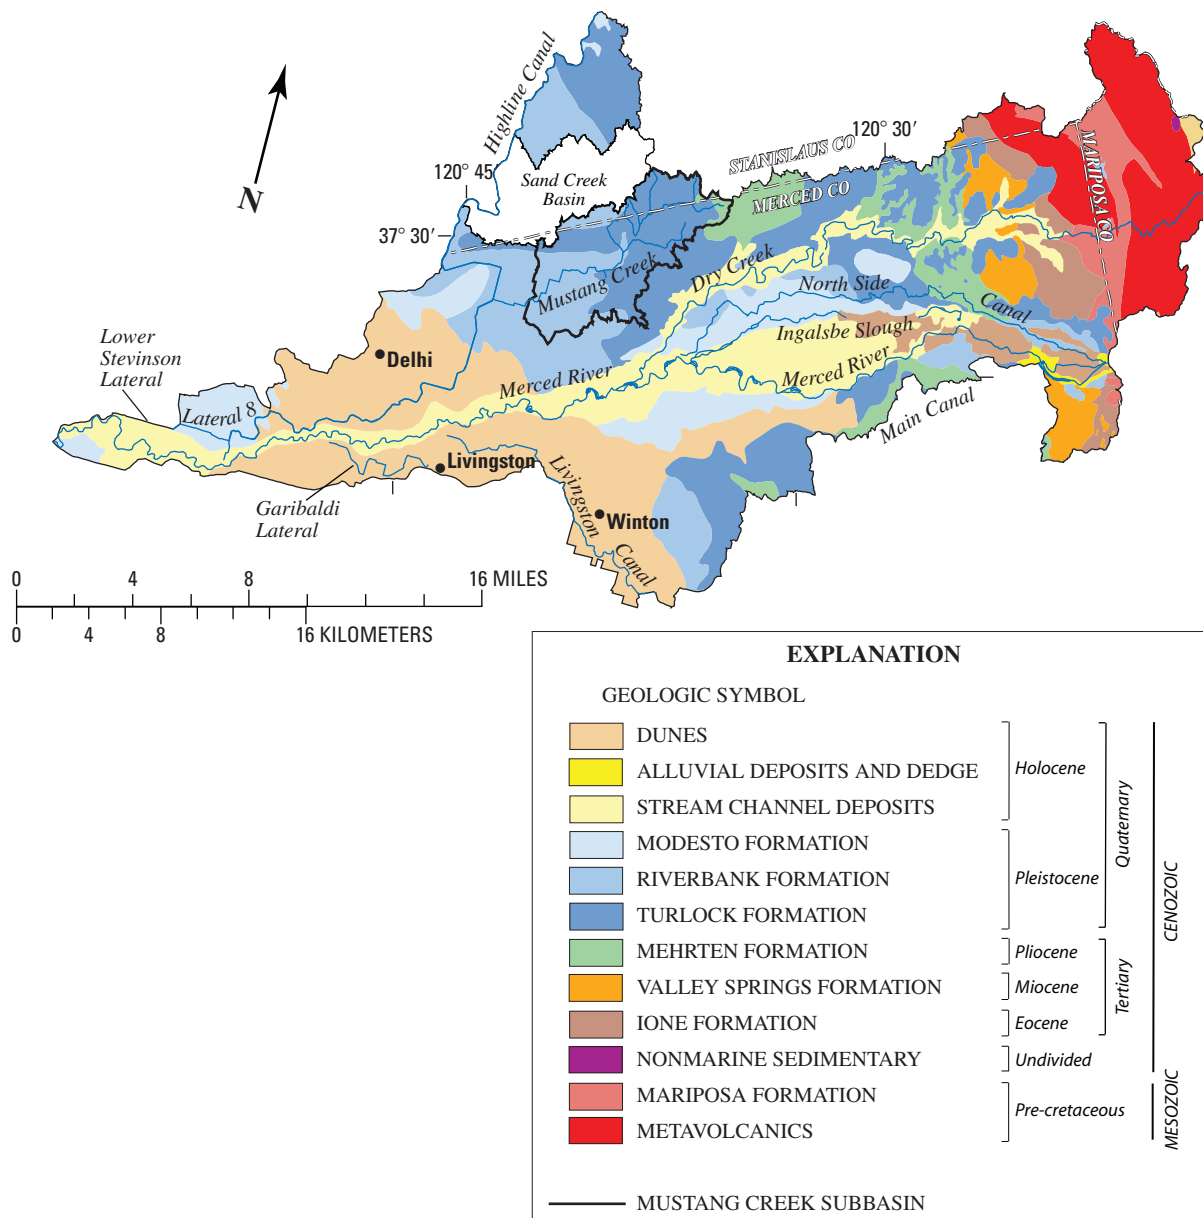 Highline Canal
N
120° 45′
Sand Creek
Basin
STANISLAUS CO
MERCED CO
120° 30′
MARIPOSA CO
37° 30′
Mustang Creek
Dry Creek
North Side
Canal
Ingalsbe Slough
Merced River
Merced River
Main Canal
Lower
Stevinson
Lateral
Delhi
Lateral 8
Livingston
Garibaldi
Lateral
Livingston
Canal
Winton
0 4 8 16 MILES
0 4 8 16 KILOMETERS
EXPLANATION
GEOLOGIC SYMBOL
DUNES
ALLUVIAL DEPOSITS AND DEDGE
STREAM CHANNEL DEPOSITS
MODESTO FORMATION
RIVERBANK FORMATION
TURLOCK FORMATION
MEHRTEN FORMATION
VALLEY SPRINGS FORMATION
IONE FORMATION
NONMARINE SEDIMENTARY
MARIPOSA FORMATION
METAVOLCANICS
Holocene
Pleistocene
Pliocene
Miocene
Eocene
Undivided
Pre-cretaceous
Quaternary
Tertiary
CENOZOIC
MESOZOIC
MUSTANG CREEK SUBBASIN